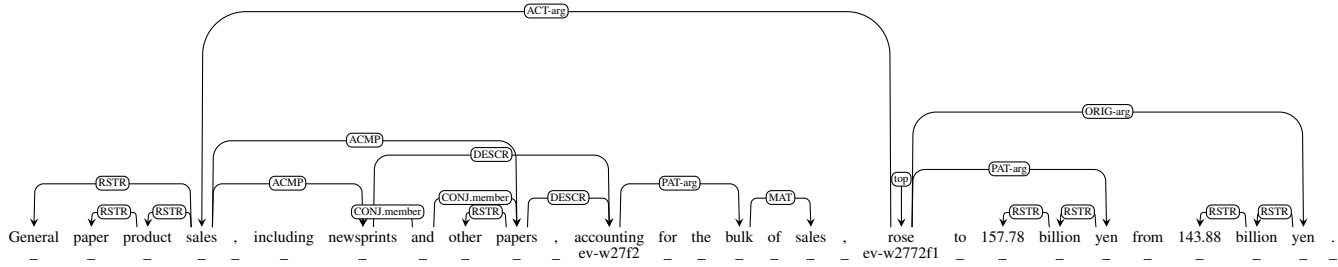 ACT-arg
ORIG-arg
ACMP
DESCR
top PAT-arg
RSTR ACMP PAT-arg
CONJ.member DESCR MAT
RSTR RSTR CONJ.member RSTR RSTR RSTR RSTR RSTR
General paper product sales , including newsprints and other papers , accounting for the bulk of sales , rose to 157.78 billion yen from 143.88 billion yen .
_ _ _ _ _ _ _ _ _ _ _ ev-w27f2 _ _ _ _ _ _ ev-w2772f1 _ _ _ _ _ _ _ _ _